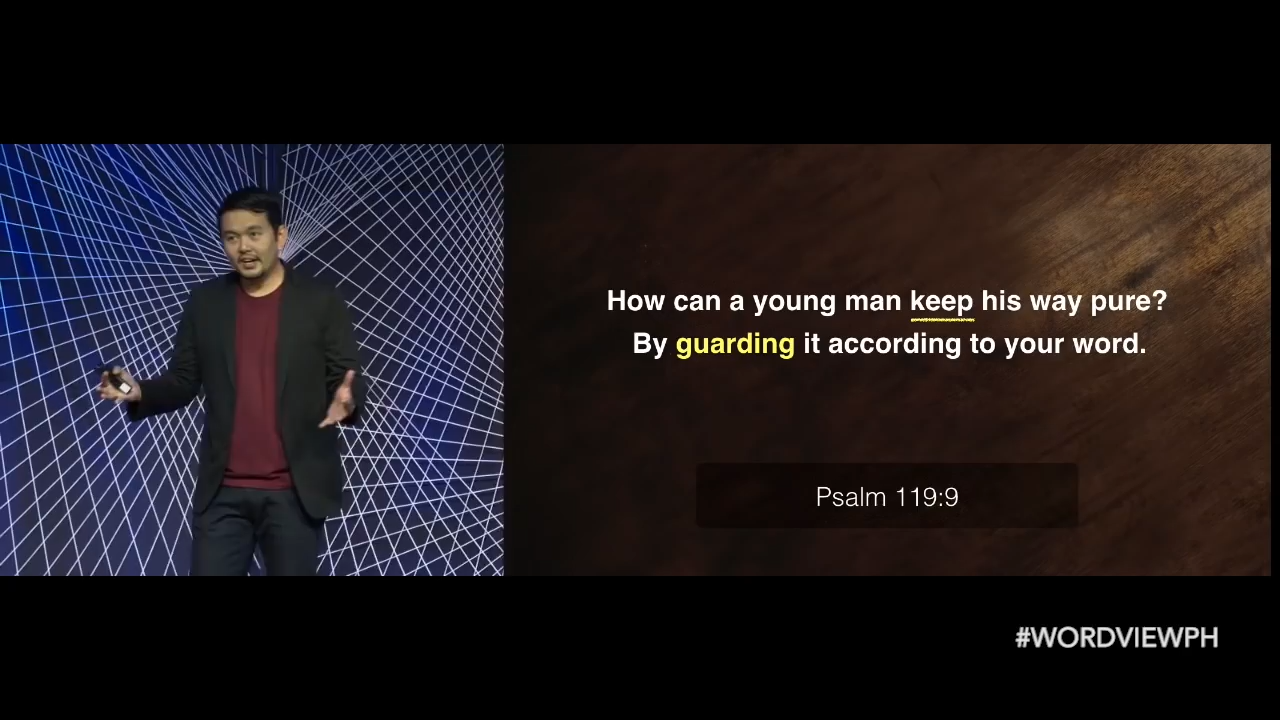 How can a young man keep his way pure?
By guarding it according to your word.
Psalm 119:9
#WORDVIEWPH